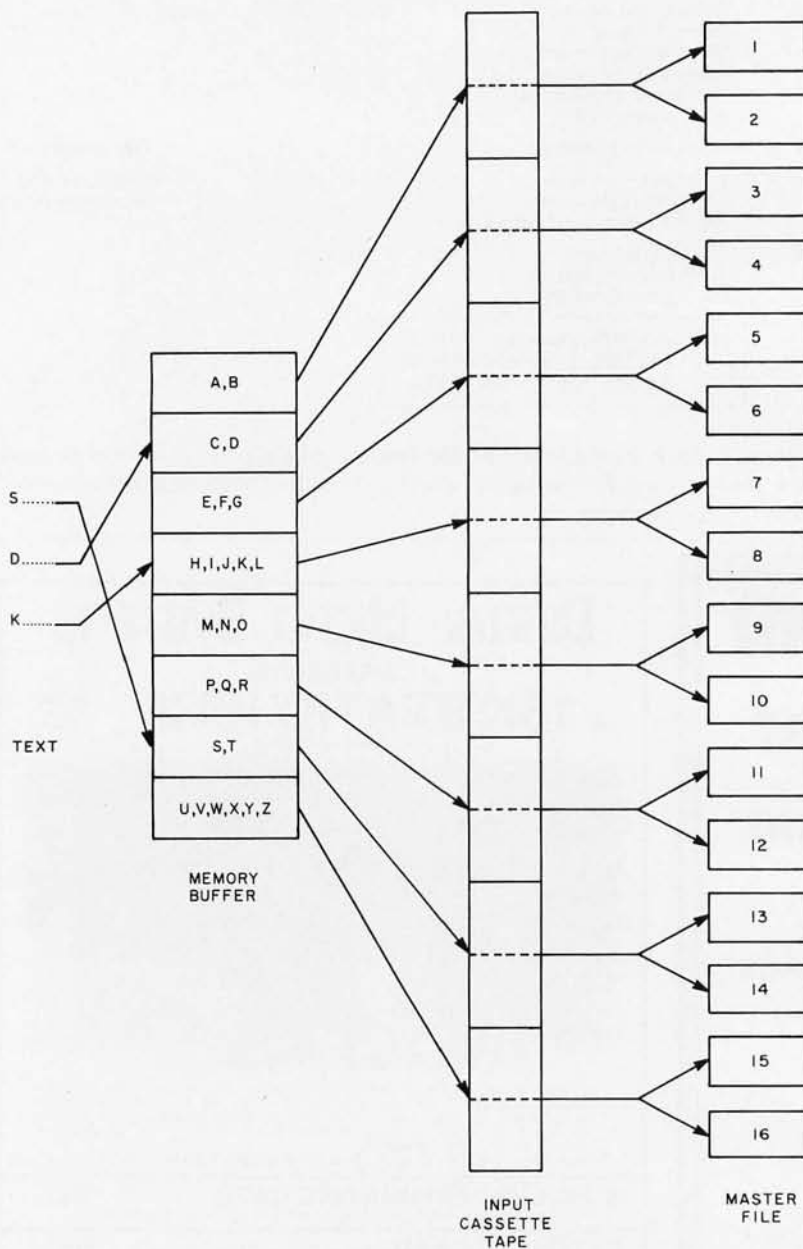 S......
D......
K......
TEXT
A,B
C,D
E,F,G
H,I,J,K,L
M,N,O
P,Q,R
S,T
U,V,W,X,Y,Z
MEMORY
BUFFER
INPUT
CASSETTE
TAPE
1
2
3
4
5
6
7
8
9
10
11
12
13
14
15
16
MASTER
FILE